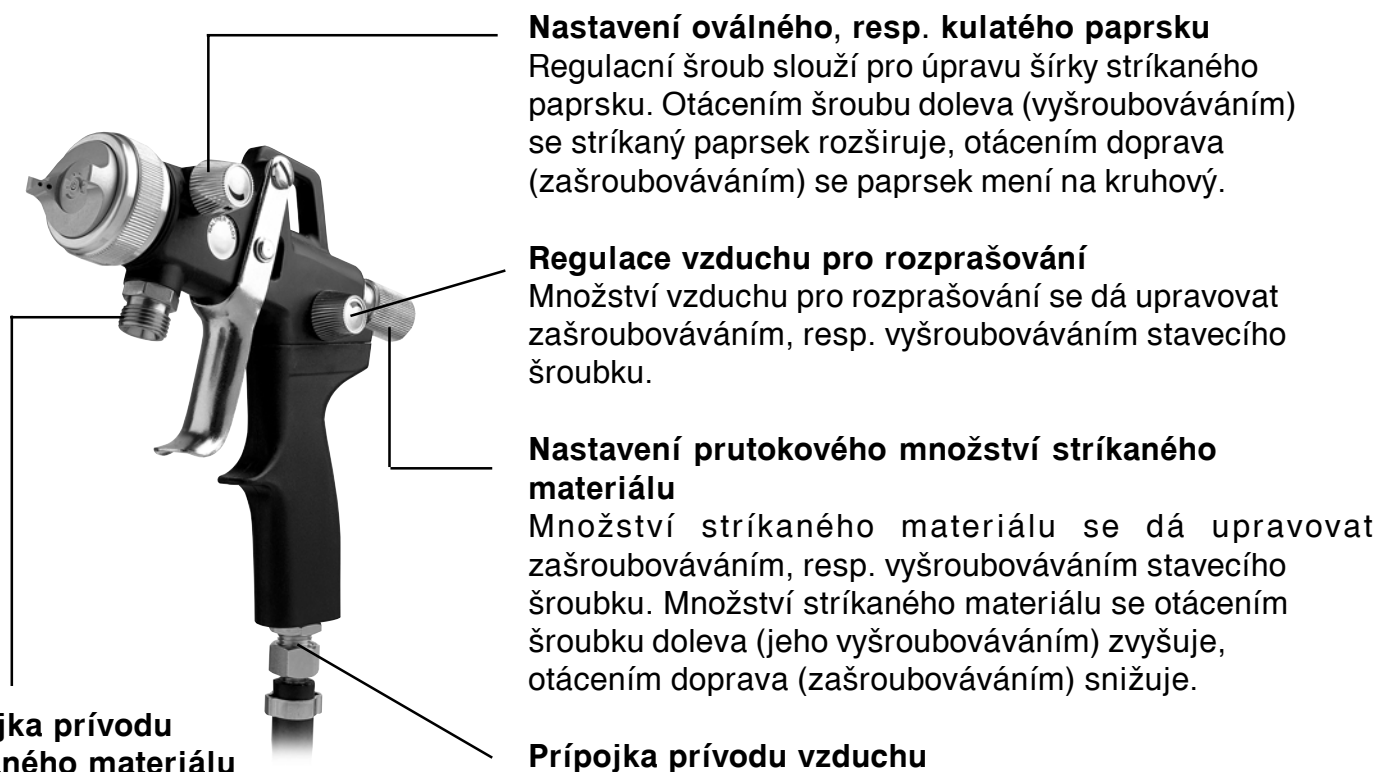 Nastavení oválného, resp. kulatého paprsku
Regulacní šroub slouží pro úpravu šírky stríkaného
paprsku. Otácením šroubu doleva (vyšroubováváním)
se stríkaný paprsek rozširuje, otácením doprava
(zašroubováváním) se paprsek mení na kruhový.
Regulace vzduchu pro rozprašování
Množství vzduchu pro rozprašování se dá upravovat
zašroubováváním, resp. vyšroubováváním stavecího
šroubku.
Nastavení prutokového množství stríkaného
materiálu
Množství stríkaného materiálu se dá upravovat
zašroubováváním, resp. vyšroubováváním stavecího
šroubku. Množství stríkaného materiálu se otácením
šroubku doleva (jeho vyšroubováváním) zvyšuje,
otácením doprava (zašroubováváním) snižuje.
prívodu
materiálu
Prípojka prívodu vzduchu